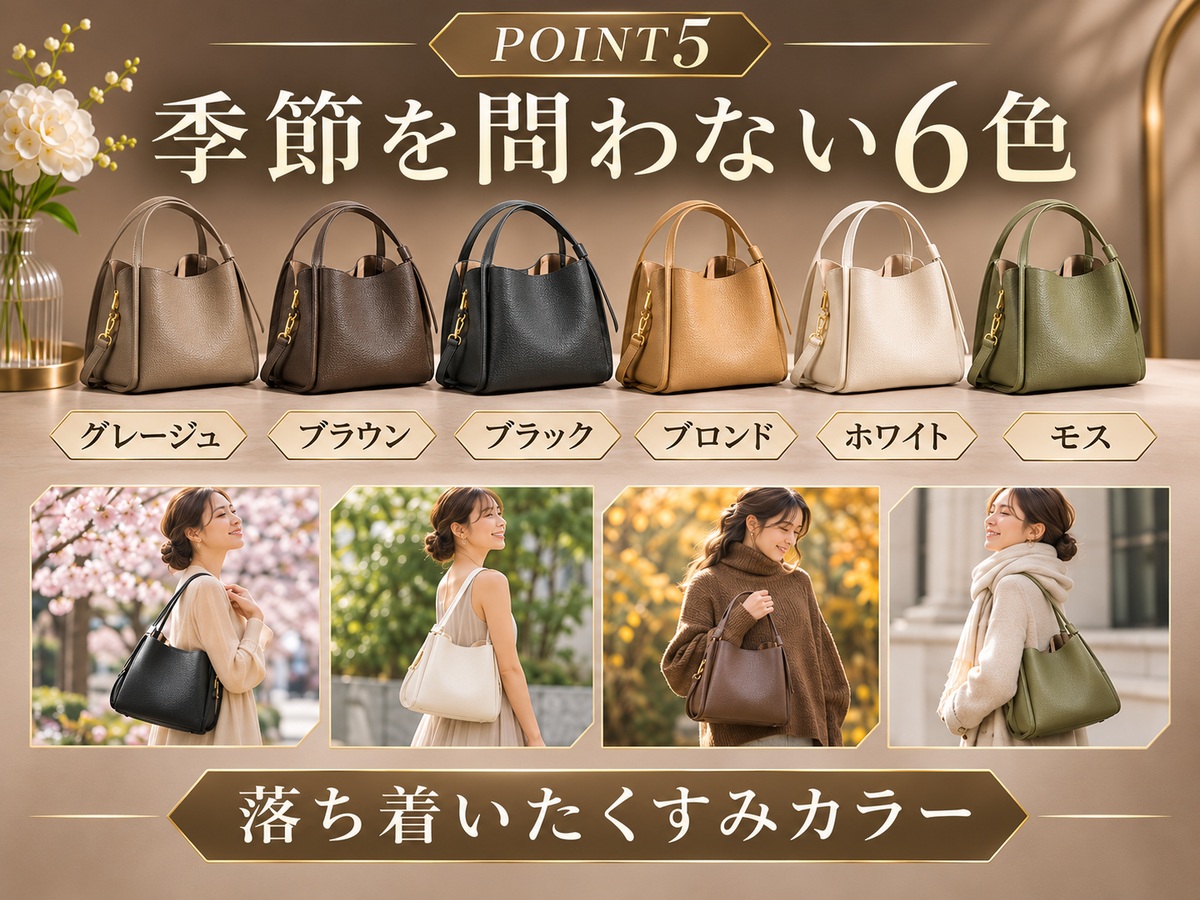 POINT5
季節を問わない6色
グレージュ
ブラウン
ブラック
ブロンド
ホワイト
モス
落ち着いたくすみカラー